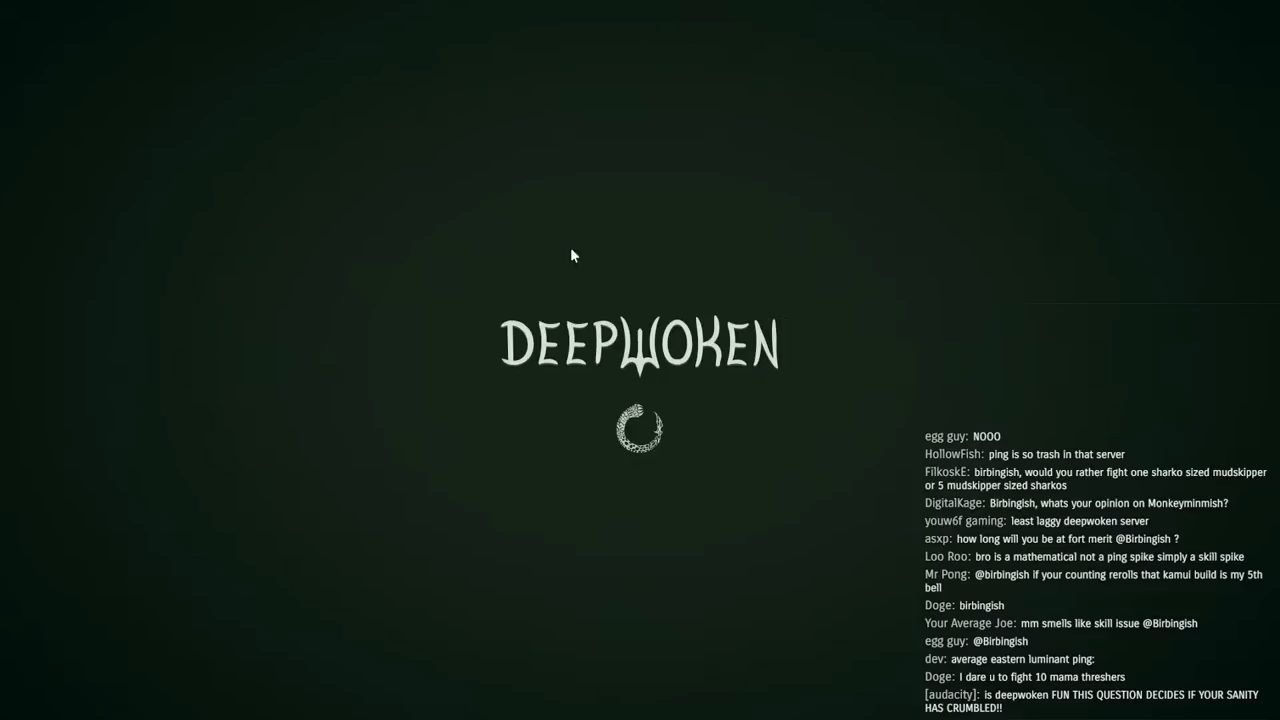 DEEPWOKEN
egg guy: NOOO
HollowFish: ping is so trash in that server
FilkoskE: birbingish, would you rather fight one sharko sized mudskipper
or 5 mudskipper sized sharkos
DigitalKage: Birbingish, whats your opinion on Monkeyminmish?
youw6f gaming: least laggy deepwoken server
asxp: how long will you be at fort merit @Birbingish ?
Loo Roo: bro is a mathematical not a ping spike simply a skill spike
Mr Pong: @birbingish if your counting rerolls that kamui build is my 5th
bell
Doge: birbingish
Your Average Joe: mm smells like skill issue @Birbingish
egg guy: @Birbingish
dev: average eastern luminant ping:
Doge: I dare u to fight 10 mama threshers
[audacity]: is deepwoken FUN THIS QUESTION DECIDES IF YOUR SANITY
HAS CRUMBLED!!